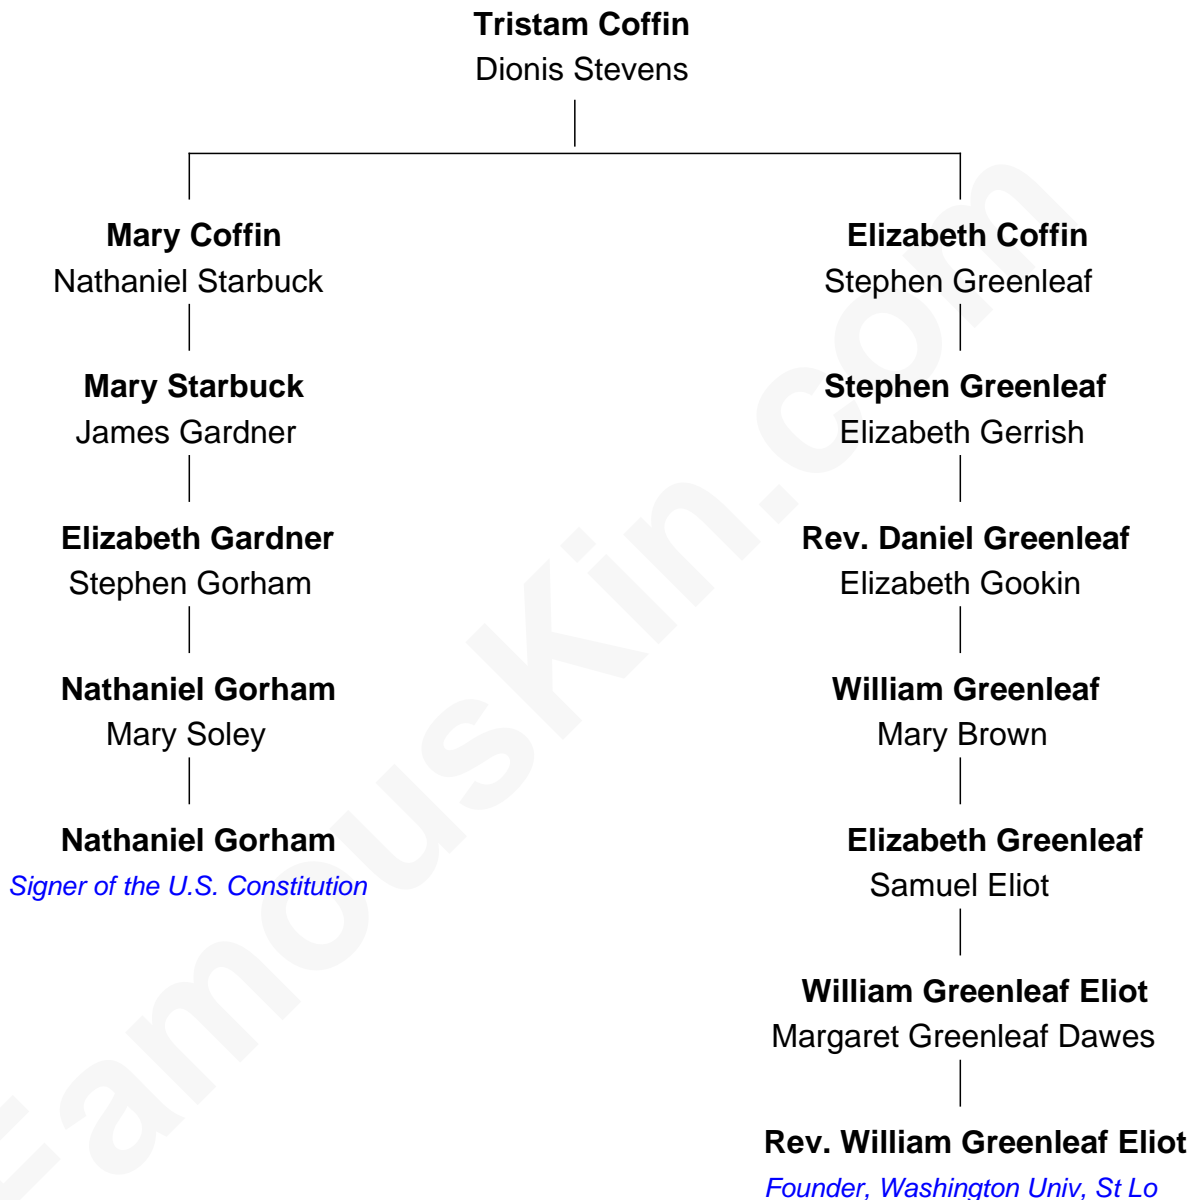 Tristam Coffin
Dionis Stevens
Mary Coffin
Nathaniel Starbuck
Elizabeth Coffin
Stephen Greenleaf
Mary Starbuck
James Gardner
Stephen Greenleaf
Elizabeth Gerrish
Elizabeth Gardner
Stephen Gorham
Rev. Daniel Greenleaf
Elizabeth Gookin
Nathaniel Gorham
Mary Soley
William Greenleaf
Mary Brown
Nathaniel Gorham
Signer of the U.S. Constitution
Elizabeth Greenleaf
Samuel Eliot
William Greenleaf Eliot
Margaret Greenleaf Dawes
Rev. William Greenleaf Eliot
Founder, Washington Univ, St Lo
FamousKin.com